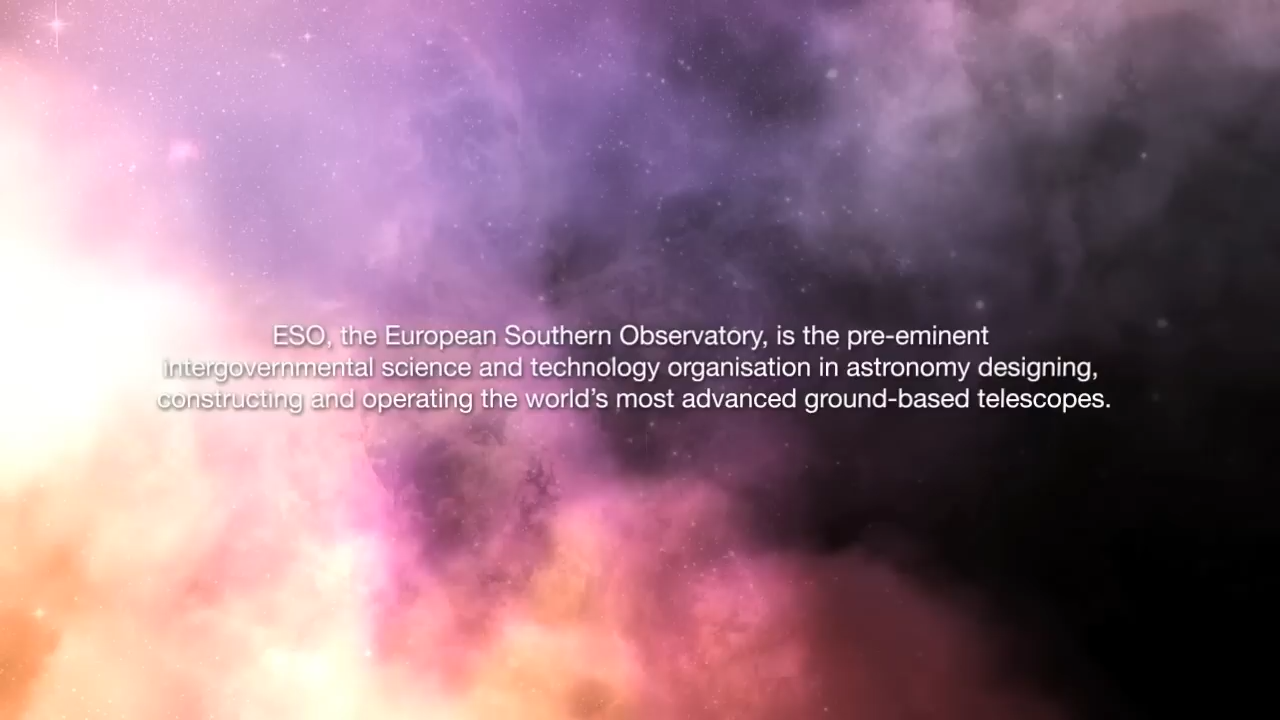 ESO, the European Southern Observatory, is the pre-eminent
intergovernmental science and technology organisation in astronomy designing,
constructing and operating the world’s most advanced ground-based telescopes.